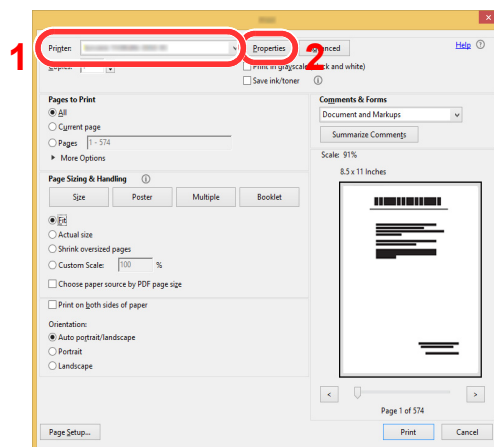 1
2
Printer:
Properties
Advanced
Help
Copies:
Print in grayscale (black and white)
Save ink/toner
Pages to Print
All
Current page
Pages 1 - 574
More Options
Comments & Forms
Document and Markups
Summarize Comments
Scale: 91%
8.5 x 11 Inches
Page Sizing & Handling
Size Poster Multiple Booklet
Fit
Actual size
Shrink oversized pages
Custom Scale: 100 %
Choose paper source by PDF page size
Print on both sides of paper
Orientation:
Auto portrait/landscape
Portrait
Landscape
< >
Page 1 of 574
Page Setup... Print Cancel